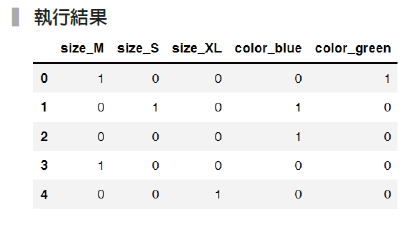 執行結果
size_M size_S size_XL color_blue color_green
0 1 0 0 0 1
1 0 1 0 1 0
2 0 0 0 1 0
3 1 0 0 0 0
4 0 0 1 0 0